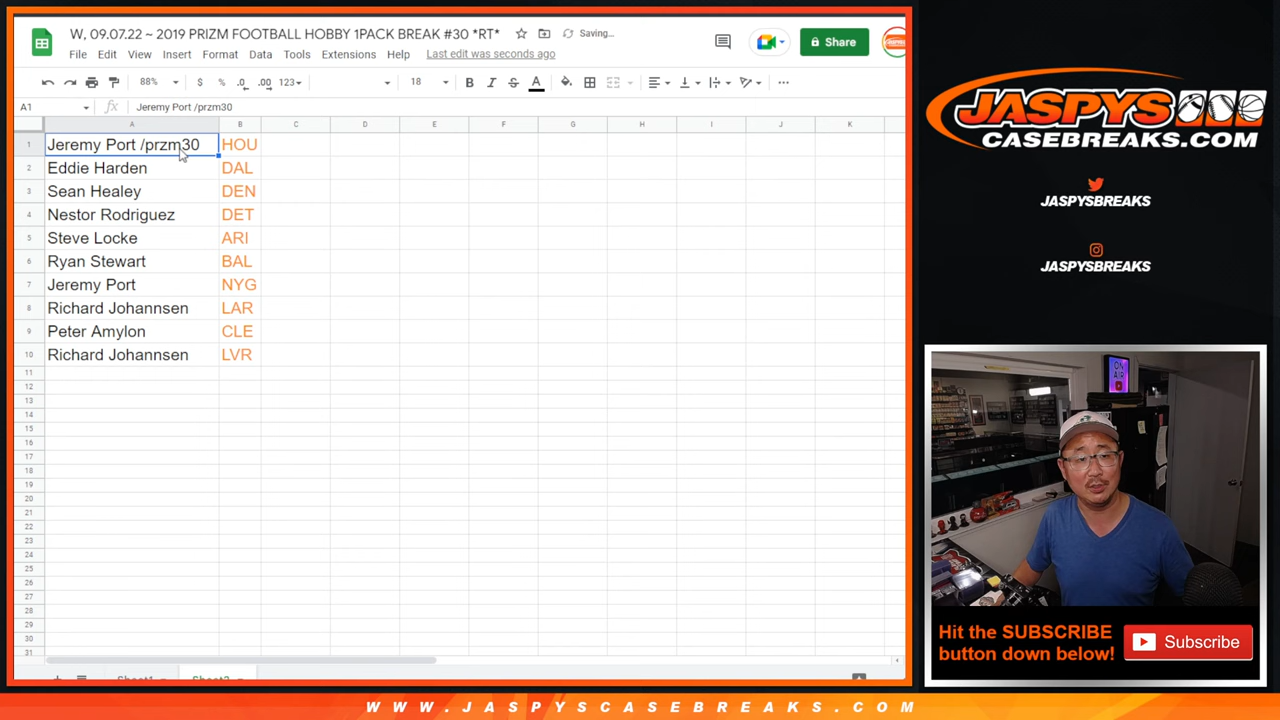 W, 09.07.22 ~ 2019 PRIZM FOOTBALL HOBBY 1PACK BREAK #30 *RT*
Saving...
File Edit View Insert Format Data Tools Extensions Help Last edit was seconds ago
Share
88% $ % .0 .00 123 18 B I S A
A1 fx Jeremy Port /przm30
A B C D E F G H I J K
1 Jeremy Port /przm30 HOU
2 Eddie Harden DAL
3 Sean Healey DEN
4 Nestor Rodriguez DET
5 Steve Locke ARI
6 Ryan Stewart BAL
7 Jeremy Port NYG
8 Richard Johannsen LAR
9 Peter Amylon CLE
10 Richard Johannsen LVR
11
12
13
14
15
16
17
18
19
20
21
22
23
24
25
26
27
28
29
30
31
Sheet1 Sheet2
JASPYS
CASEBREAKS.COM
JASPYSBREAKS
JASPYSBREAKS
ON
AIR
Hit the SUBSCRIBE
button down below!
Subscribe
WWW.JASPYSCASEBREAKS.COM